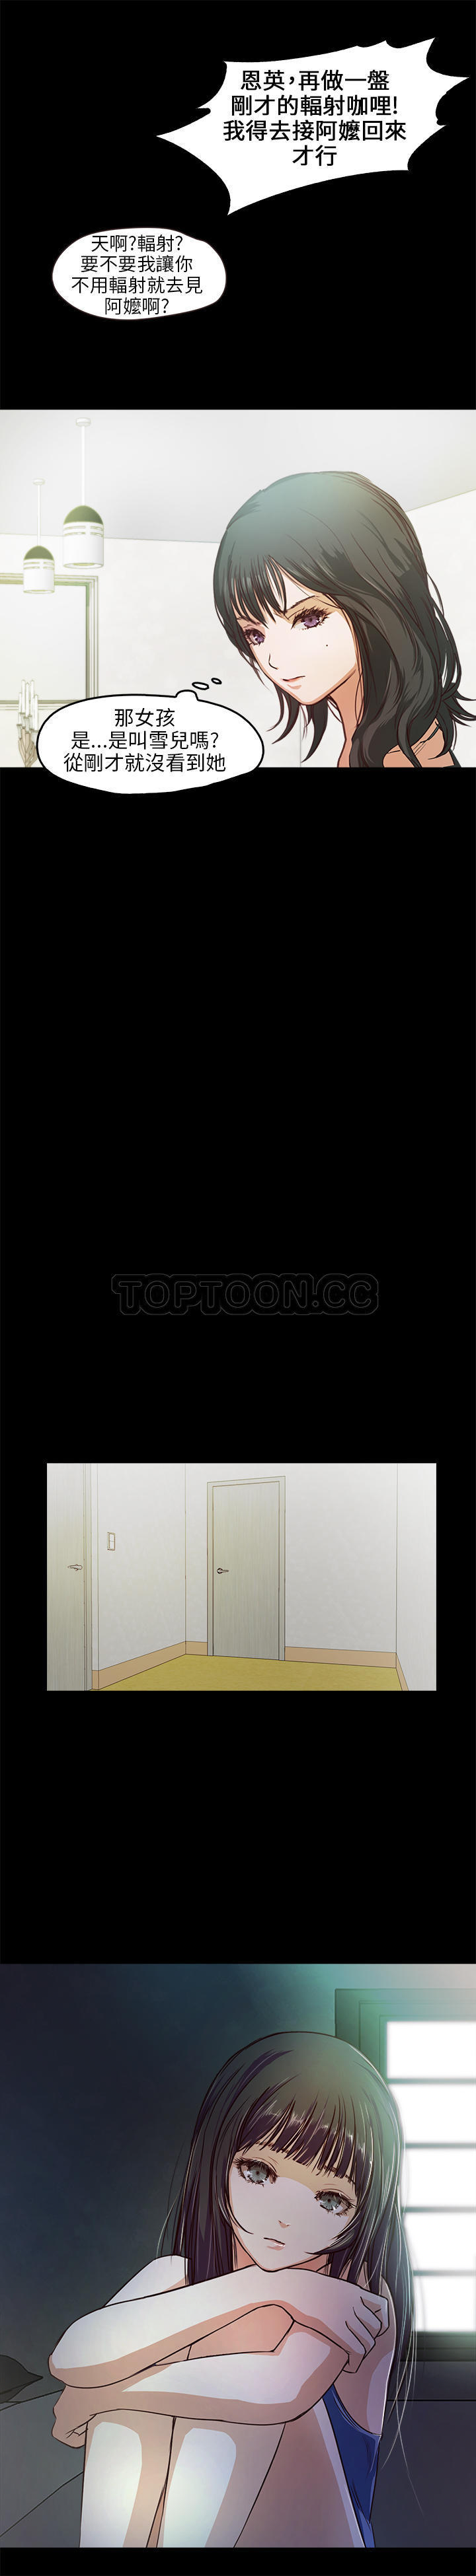 恩英,再做一盤
剛才的輻射咖哩!
我得去接阿嬤回來
才行
天啊?輻射?
要不要我讓你
不用輻射就去見
阿嬤啊?
那女孩
是...是叫雪兒嗎?
從剛才就沒看到她
TOPTOON.CC